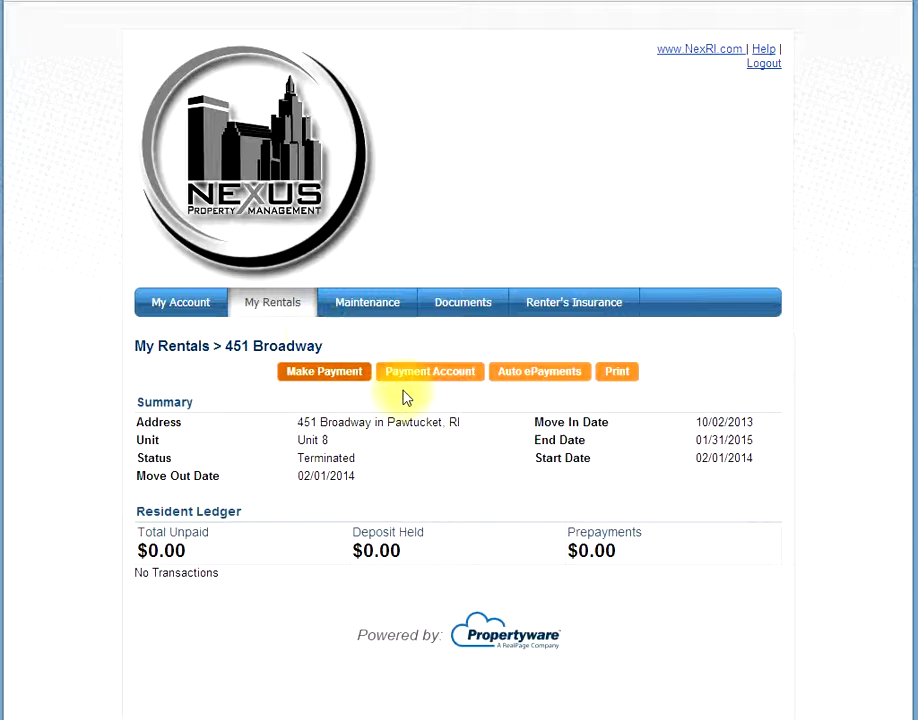 www.NexRI.com | Help |
Logout
NEXUS
PROPERTY MANAGEMENT
My Account My Rentals Maintenance Documents Renter's Insurance
My Rentals > 451 Broadway
Make Payment Payment Account Auto ePayments Print
Summary
Address 451 Broadway in Pawtucket, RI Move In Date 10/02/2013
Unit Unit 8 End Date 01/31/2015
Status Terminated Start Date 02/01/2014
Move Out Date 02/01/2014
Resident Ledger
Total Unpaid Deposit Held Prepayments
$0.00 $0.00 $0.00
No Transactions
Powered by: Propertyware
A RealPage Company